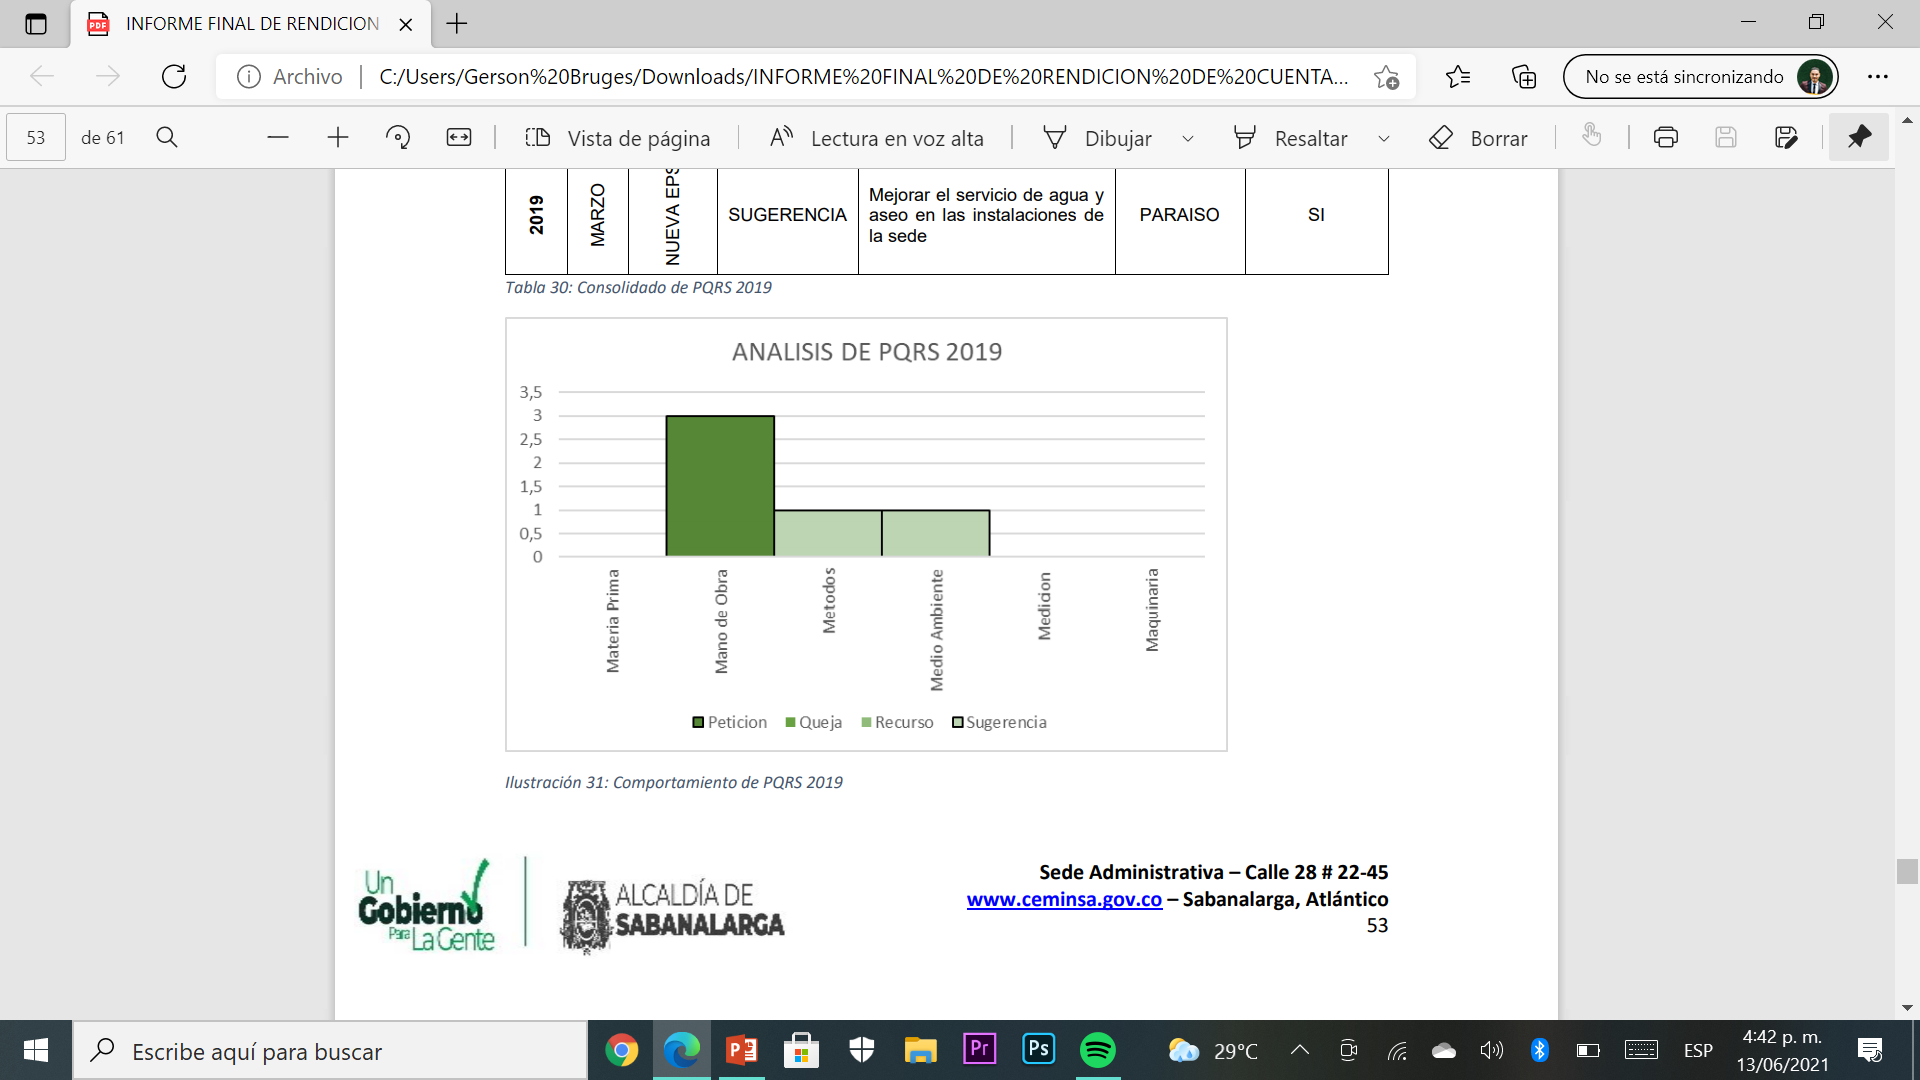 INFORME FINAL DE RENDICION
Archivo
C:/Users/Gerson%20Bruges/Downloads/INFORME%20FINAL%20DE%20RENDICION%20DE%20CUENTA...
No se está sincronizando
53
de 61
Vista de página
Lectura en voz alta
Dibujar
Resaltar
Borrar
2019
MARZO
NUEVA EPS
SUGERENCIA
Mejorar el servicio de agua y
aseo en las instalaciones de
la sede
PARAISO
SI
Tabla 30: Consolidado de PQRS 2019
ANALISIS DE PQRS 2019
3,5
3
2,5
2
1,5
1
0,5
0
Materia Prima
Mano de Obra
Metodos
Medio Ambiente
Medicion
Maquinaria
Peticion
Queja
Recurso
Sugerencia
Ilustración 31: Comportamiento de PQRS 2019
Un
Gobierno
Para La Gente
ALCALDÍA DE
SABANALARGA
Sede Administrativa – Calle 28 # 22-45
www.ceminsa.gov.co – Sabanalarga, Atlántico
53
Escribe aquí para buscar
29°C
ESP
4:42 p. m.
13/06/2021